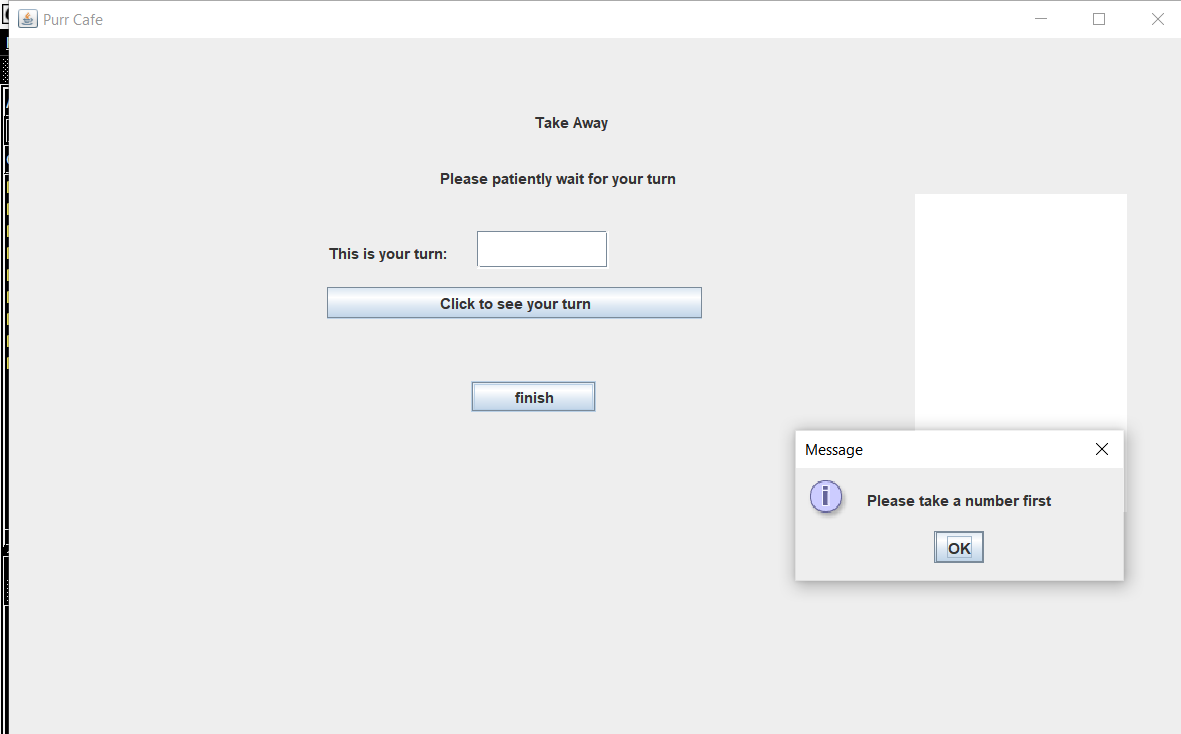 Purr Cafe
Take Away
Please patiently wait for your turn
This is your turn:
Click to see your turn
finish
Message
Please take a number first
OK